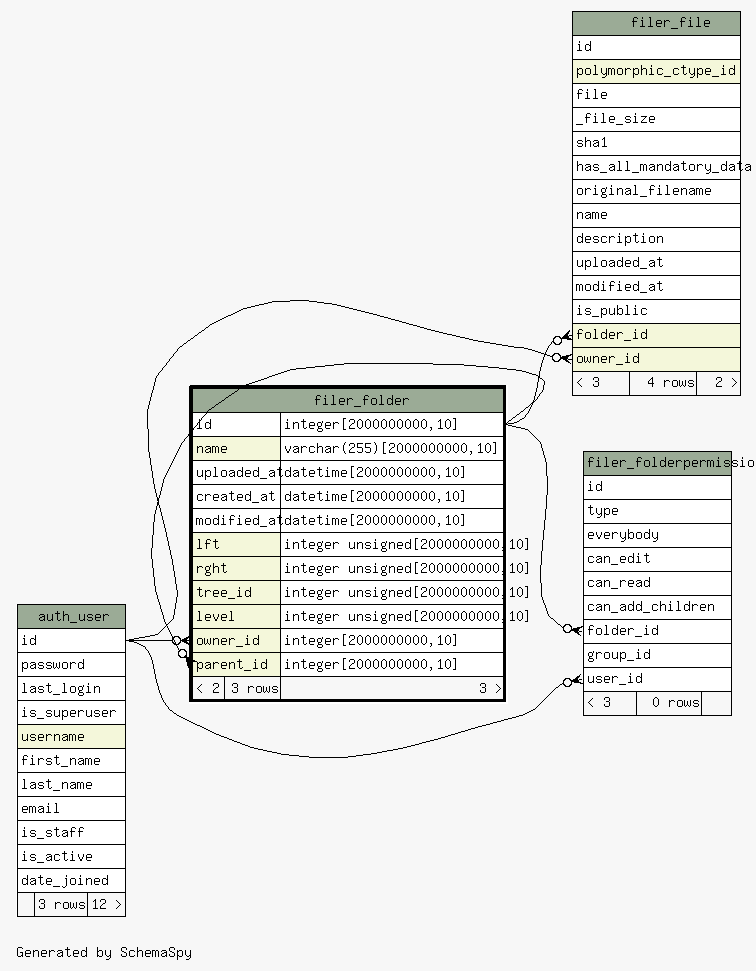 filer_file
id
polymorphic_ctype_id
file
_file_size
sha1
has_all_mandatory_data
original_filename
name
description
uploaded_at
modified_at
is_public
folder_id
owner_id
< 3 4 rows 2 >
filer_folder
id integer[2000000000,10]
name varchar(255)[2000000000,10]
uploaded_at datetime[2000000000,10]
created_at datetime[2000000000,10]
modified_at datetime[2000000000,10]
lft integer unsigned[2000000000,10]
rght integer unsigned[2000000000,10]
tree_id integer unsigned[2000000000,10]
level integer unsigned[2000000000,10]
owner_id integer[2000000000,10]
parent_id integer[2000000000,10]
< 2 3 rows 3 >
filer_folderpermissio
id
type
everybody
can_edit
can_read
can_add_children
folder_id
group_id
user_id
< 3 0 rows
auth_user
id
password
last_login
is_superuser
username
first_name
last_name
email
is_staff
is_active
date_joined
3 rows 12 >
Generated by SchemaSpy